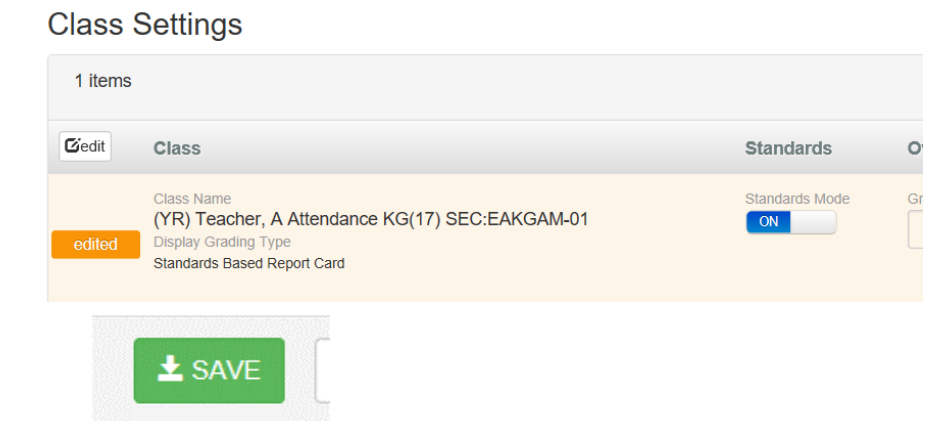 Class Settings
1 items
edit Class Standards
Class Name Standards Mode
(YR) Teacher, A Attendance KG(17) SEC:EAKGAM-01
ON
edited
Display Grading Type
Standards Based Report Card
SAVE